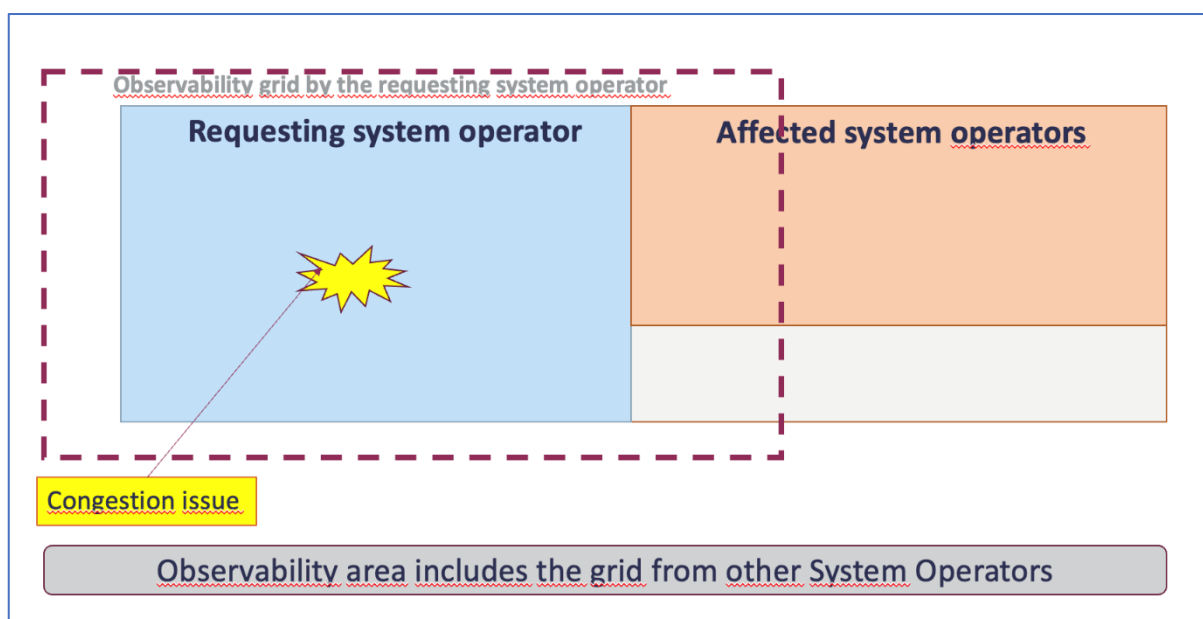 Observability grid by the requesting system operator
Requesting system operator
Affected system operators
Congestion issue
Observability area includes the grid from other System Operators